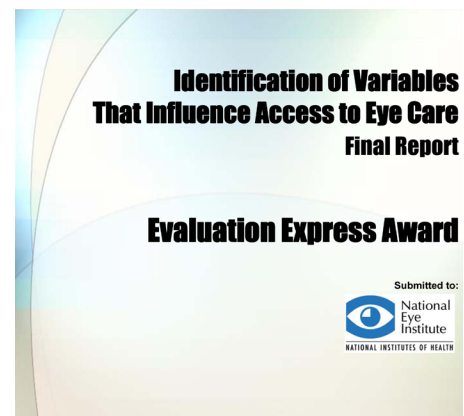 Identification of Variables
That Influence Access to Eye Care
Final Report
Evaluation Express Award
Submitted to:
National
Eye
Institute
NATIONAL INSTITUTES OF HEALTH